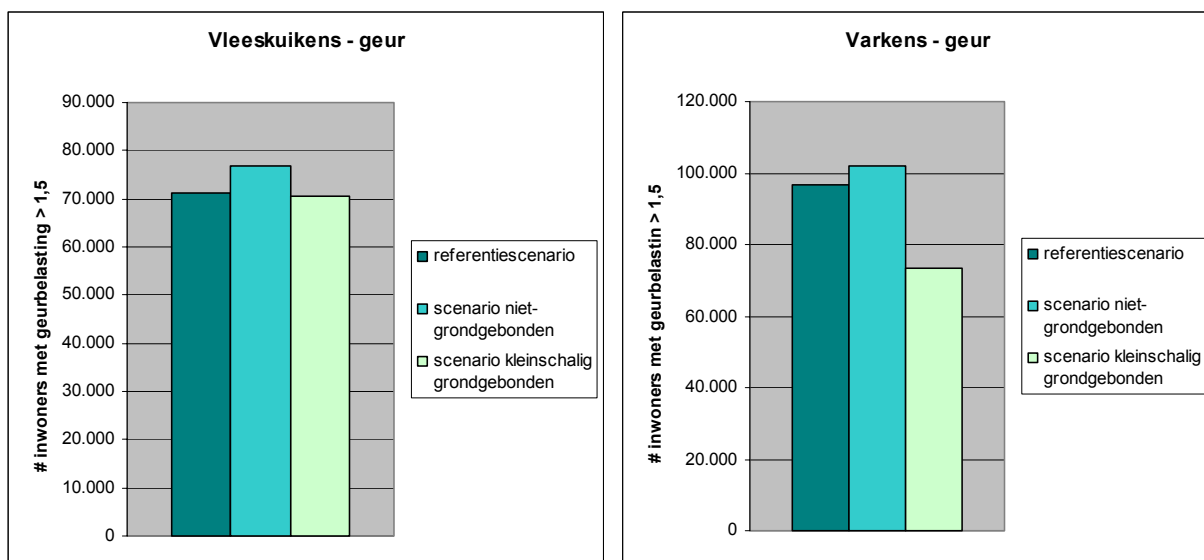 Vleeskuikens - geur
# inwoners met geurbelasting > 1,5
90.000
80.000
70.000
60.000
50.000
40.000
30.000
20.000
10.000
0
referentiescenario
scenario niet-
grondgebonden
scenario kleinschalig
grondgebonden
Varkens - geur
# inwoners met geurbelastin > 1,5
120.000
100.000
80.000
60.000
40.000
20.000
0
referentiescenario
scenario niet-
grondgebonden
scenario kleinschalig
grondgebonden